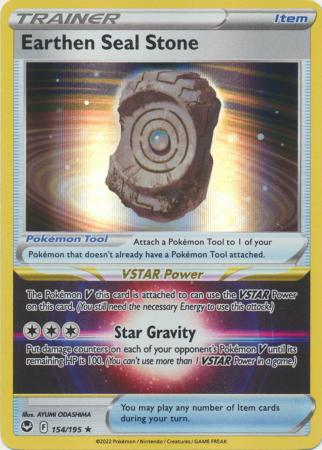 TRAINER Item
Earthen Seal Stone
Pokémon Tool Attach a Pokémon Tool to 1 of your
Pokémon that doesn't already have a Pokémon Tool attached.
VSTAR Power
The Pokémon V this card is attached to can use the VSTAR Power
on this card. (You still need the necessary Energy to use this attack.)
Star Gravity
Put damage counters on each of your opponent's Pokémon V until its
remaining HP is 100. (You can't use more than 1 VSTAR Power in a game.)
Illus. AYUMI ODASHIMA
F 154/195 ★
You may play any number of Item cards
during your turn.
©2022 Pokémon / Nintendo / Creatures / GAME FREAK